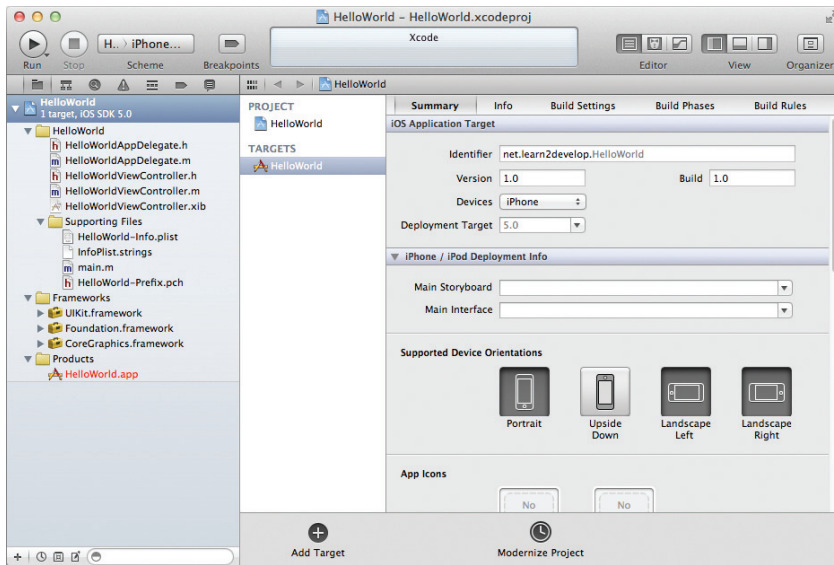 HelloWorld – HelloWorld.xcodeproj
Xcode
H.. iPhone...
Run Stop Scheme Breakpoints Editor View Organizer
HelloWorld
HelloWorld
1 target, iOS SDK 5.0
HelloWorld
h HelloWorldAppDelegate.h
m HelloWorldAppDelegate.m
h HelloWorldViewController.h
m HelloWorldViewController.m
HelloWorldViewController.xib
Supporting Files
HelloWorld-Info.plist
InfoPlist.strings
m main.m
h HelloWorld-Prefix.pch
Frameworks
UIKit.framework
Foundation.framework
CoreGraphics.framework
Products
HelloWorld.app
PROJECT
HelloWorld
TARGETS
HelloWorld
Summary Info Build Settings Build Phases Build Rules
iOS Application Target
Identifier net.learn2develop.HelloWorld
Version 1.0 Build 1.0
Devices iPhone
Deployment Target 5.0
iPhone / iPod Deployment Info
Main Storyboard
Main Interface
Supported Device Orientations
Portrait
Upside Down
Landscape Left
Landscape Right
App Icons
No No
Add Target Modernize Project